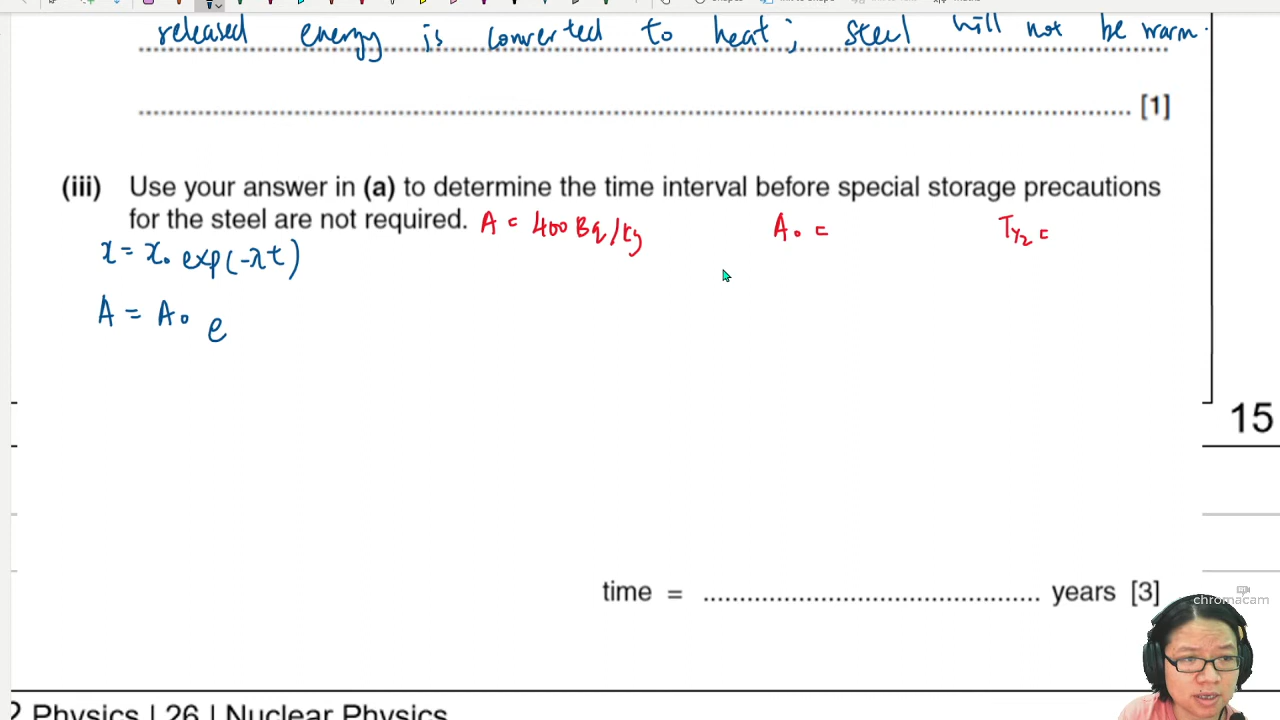 released energy is converted to heat; steel will not be warm.
[1]
(iii) Use your answer in (a) to determine the time interval before special storage precautions
for the steel are not required. A = 400 Bq/kg A₀ = T½ =
x = x₀ exp(-λt)
A = A₀ e
15
time = years [3]
chromacam
2 Physics | 26 | Nuclear Physics